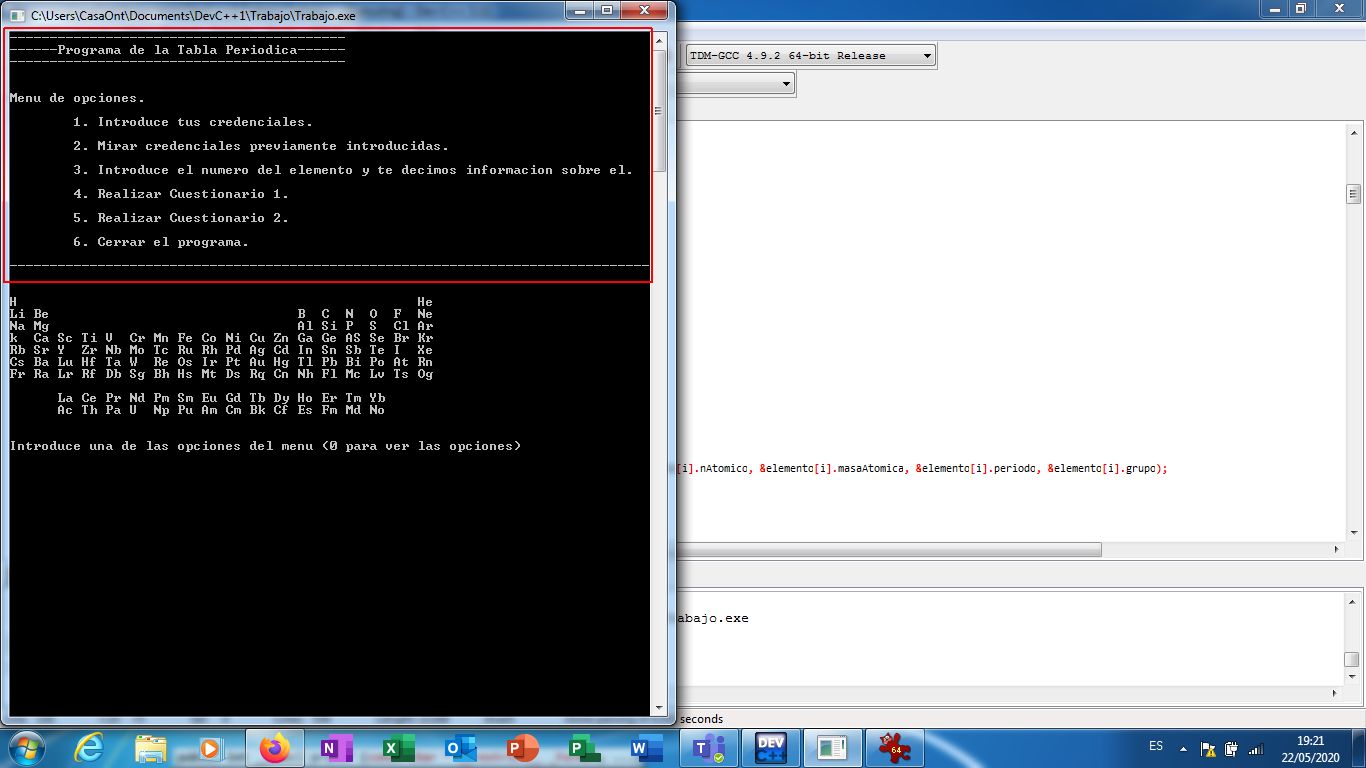 C:\Users\CasaOnt\Documents\DevC++1\Trabajo\Trabajo.exe
------------------------------------------
------Programa de la Tabla Periodica------
------------------------------------------
Menu de opciones.
1. Introduce tus credenciales.
2. Mirar credenciales previamente introducidas.
3. Introduce el numero del elemento y te decimos informacion sobre el.
4. Realizar Cuestionario 1.
5. Realizar Cuestionario 2.
6. Cerrar el programa.
--------------------------------------------------------------------------------
H He
Li Be B C N O F Ne
Na Mg Al Si P S Cl Ar
k Ca Sc Ti V Cr Mn Fe Co Ni Cu Zn Ga Ge AS Se Br Kr
Rb Sr Y Zr Nb Mo Tc Ru Rh Pd Ag Cd In Sn Sb Te I Xe
Cs Ba Lu Hf Ta W Re Os Ir Pt Au Hg Tl Pb Bi Po At Rn
Fr Ra Lr Rf Db Sg Bh Hs Mt Ds Rq Cn Nh Fl Mc Lv Ts Og
La Ce Pr Nd Pm Sm Eu Gd Tb Dy Ho Er Tm Yb
Ac Th Pa U Np Pu Am Cm Bk Cf Es Fm Md No
Introduce una de las opciones del menu (0 para ver las opciones)
TDM-GCC 4.9.2 64-bit Release
[i].nAtomico, &elemento[i].masaAtomica, &elemento[i].periodo, &elemento[i].grupo);
abajo.exe
seconds
N X O P P W T DEV C++ 64
ES
19:21
22/05/2020